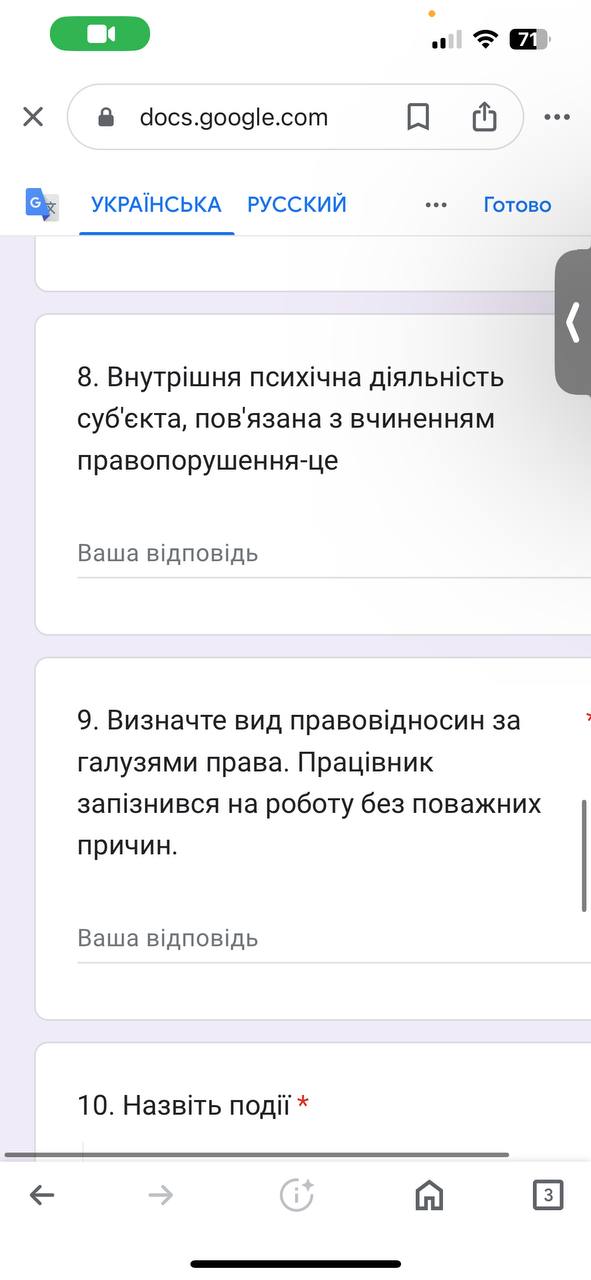 71
docs.google.com
УКРАЇНСЬКА РУССКИЙ Готово
8. Внутрішня психічна діяльність
суб'єкта, пов'язана з вчиненням
правопорушення-це
Ваша відповідь
9. Визначте вид правовідносин за *
галузями права. Працівник
запізнився на роботу без поважних
причин.
Ваша відповідь
10. Назвіть події *
3